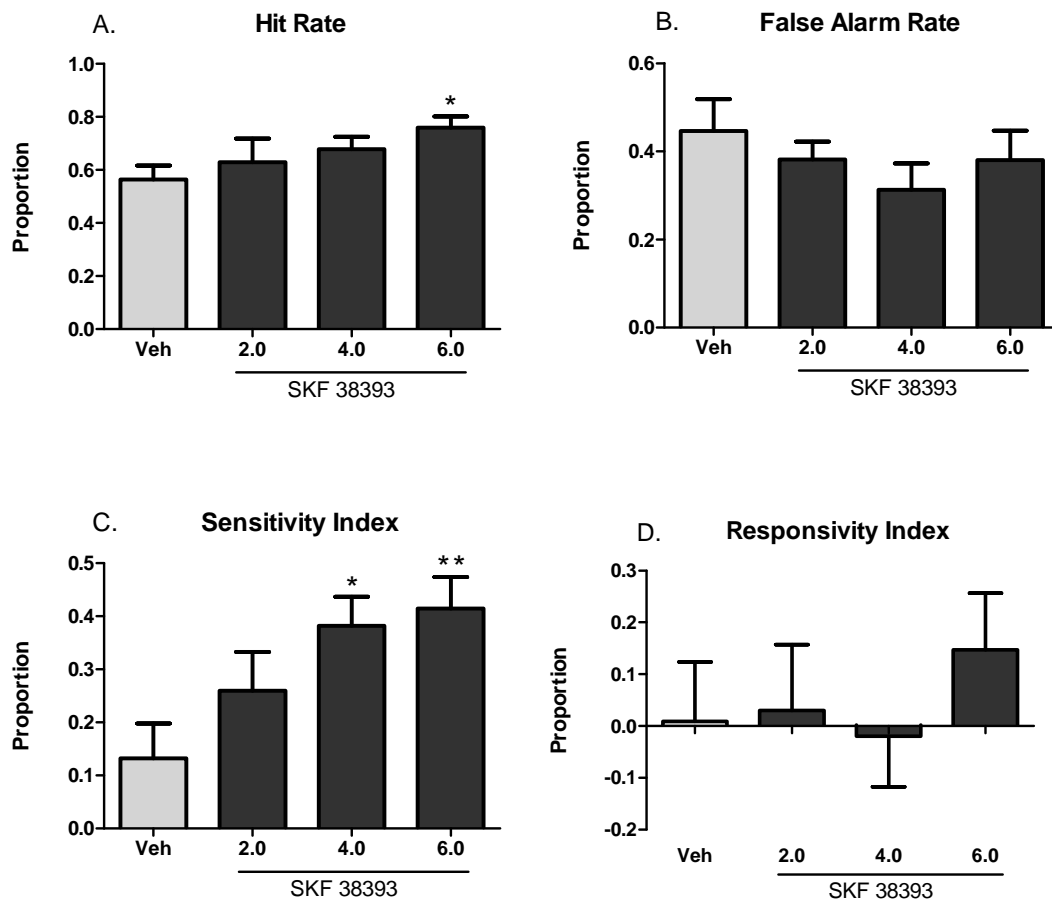 A. Hit Rate
Proportion
1.0
0.8
0.6
0.4
0.2
0.0
*
Veh 2.0 4.0 6.0
SKF 38393
B. False Alarm Rate
Proportion
0.6
0.4
0.2
0.0
Veh 2.0 4.0 6.0
SKF 38393
C. Sensitivity Index
Proportion
0.5
0.4
0.3
0.2
0.1
0.0
* **
Veh 2.0 4.0 6.0
SKF 38393
D. Responsivity Index
Proportion
0.3
0.2
0.1
0.0
-0.1
-0.2
Veh 2.0 4.0 6.0
SKF 38393